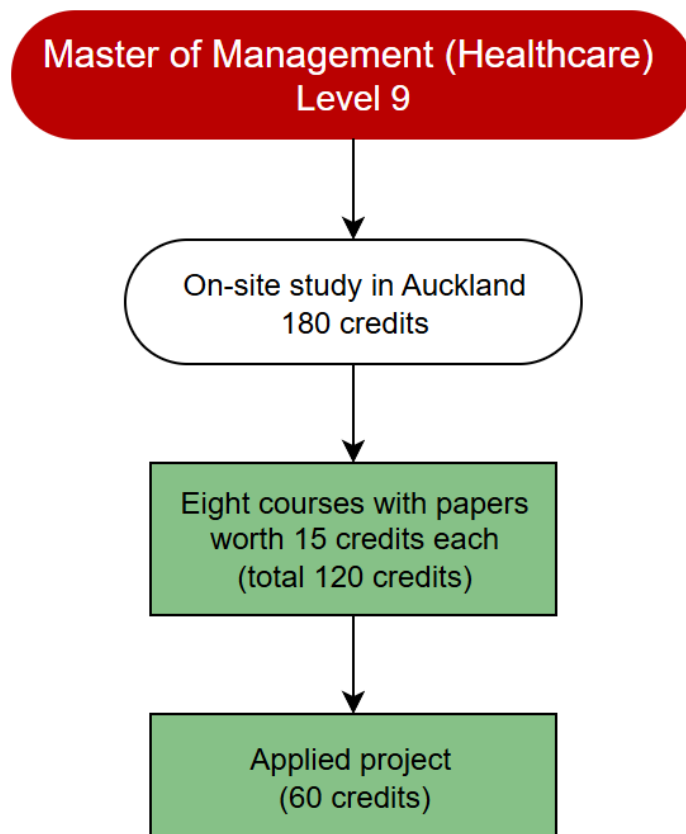 Master of Management (Healthcare)
Level 9
On-site study in Auckland
180 credits
Eight courses with papers
worth 15 credits each
(total 120 credits)
Applied project
(60 credits)